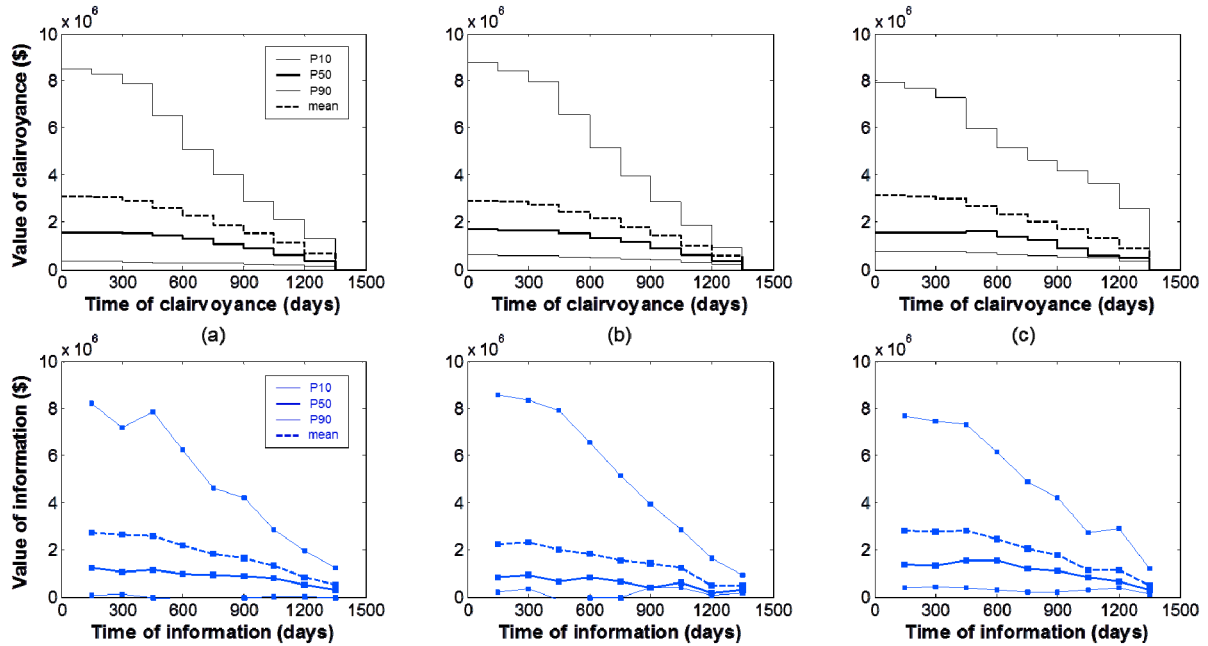 x 10^6
x 10^6
x 10^6
Value of clairvoyance ($)
10
8
6
4
2
0
P10
P50
P90
mean
0 300 600 900 1200 1500
Time of clairvoyance (days)
(a)
10
8
6
4
2
0
0 300 600 900 1200 1500
Time of clairvoyance (days)
(b)
10
8
6
4
2
0
0 300 600 900 1200 1500
Time of clairvoyance (days)
(c)
x 10^6
x 10^6
x 10^6
Value of information ($)
10
8
6
4
2
0
P10
P50
P90
mean
0 300 600 900 1200 1500
Time of information (days)
10
8
6
4
2
0
0 300 600 900 1200 1500
Time of information (days)
10
8
6
4
2
0
0 300 600 900 1200 1500
Time of information (days)